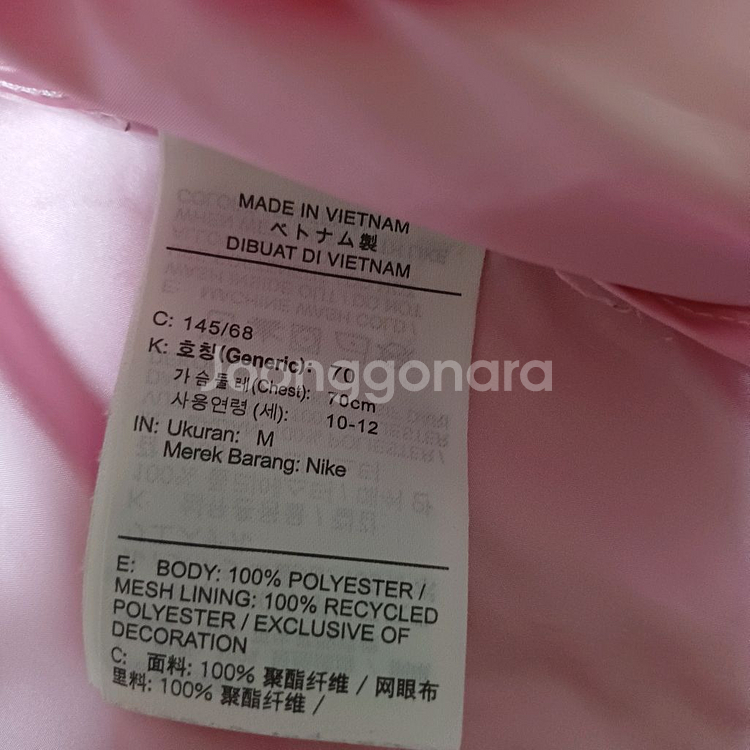 MADE IN VIETNAM
ベトナム製
DIBUAT DI VIETNAM
C: 145/68
K: 호칭(Generic): 70
가슴둘레(Chest): 70cm
사용연령 (세): 10-12
IN: Ukuran: M
Merek Barang: Nike
Joonggonara
E: BODY: 100% POLYESTER /
MESH LINING: 100% RECYCLED
POLYESTER / EXCLUSIVE OF
DECORATION
C: 面料: 100% 聚酯纤维 / 网眼布
里料: 100% 聚酯纤维 /